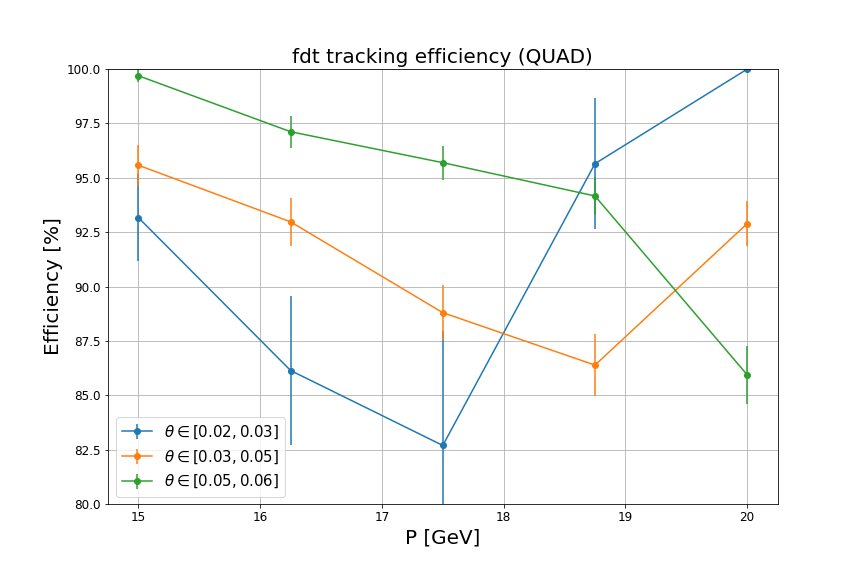 fdt tracking efficiency (QUAD)
Efficiency [%]
100.0
97.5
95.0
92.5
90.0
87.5
85.0
82.5
80.0
θ ∈ [0.02, 0.03]
θ ∈ [0.03, 0.05]
θ ∈ [0.05, 0.06]
15 16 17 18 19 20
P [GeV]